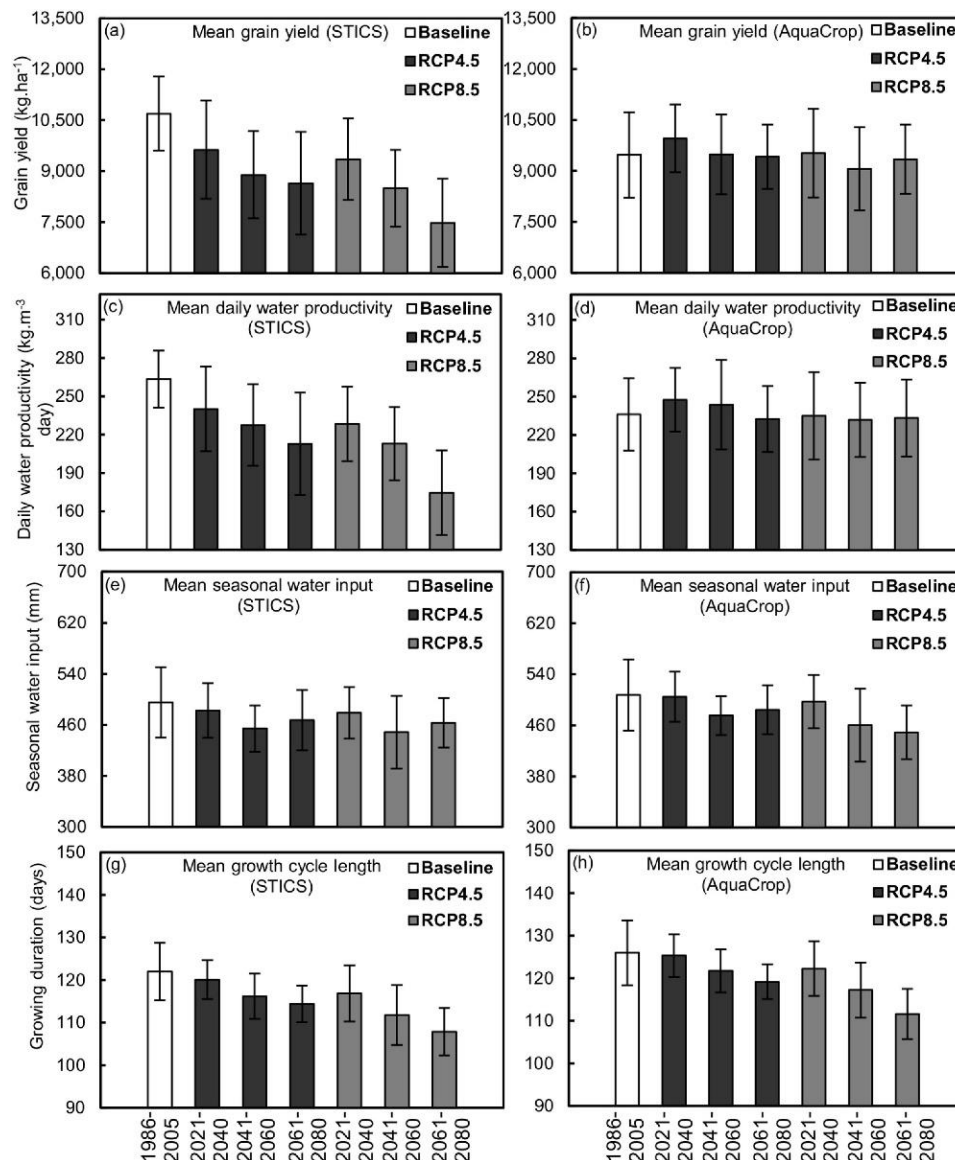 Grain yield (kg.ha-1)
13,500
12,000
10,500
9,000
7,500
6,000
(a)
Mean grain yield (STICS)
Baseline
RCP4.5
RCP8.5
13,500
12,000
10,500
9,000
7,500
6,000
(b)
Mean grain yield (AquaCrop)
Baseline
RCP4.5
RCP8.5
Daily water productivity (kg.m-3
day)
310
280
250
220
190
160
130
(c)
Mean daily water productivity
(STICS)
Baseline
RCP4.5
RCP8.5
310
280
250
220
190
160
130
(d)
Mean daily water productivity
(AquaCrop)
Baseline
RCP4.5
RCP8.5
Seasonal water input (mm)
700
620
540
460
380
300
(e)
Mean seasonal water input
(STICS)
Baseline
RCP4.5
RCP8.5
700
620
540
460
380
300
(f)
Mean seasonal water input
(AquaCrop)
Baseline
RCP4.5
RCP8.5
Growing duration (days)
150
140
130
120
110
100
90
(g)
Mean growth cycle length
(STICS)
Baseline
RCP4.5
RCP8.5
150
140
130
120
110
100
90
(h)
Mean growth cycle length
(AquaCrop)
Baseline
RCP4.5
RCP8.5
1986-
2005
2021-
2040
2041-
2060
2061-
2080
2021-
2040
2041-
2060
2061-
2080
1986-
2005
2021-
2040
2041-
2060
2061-
2080
2021-
2040
2041-
2060
2061-
2080